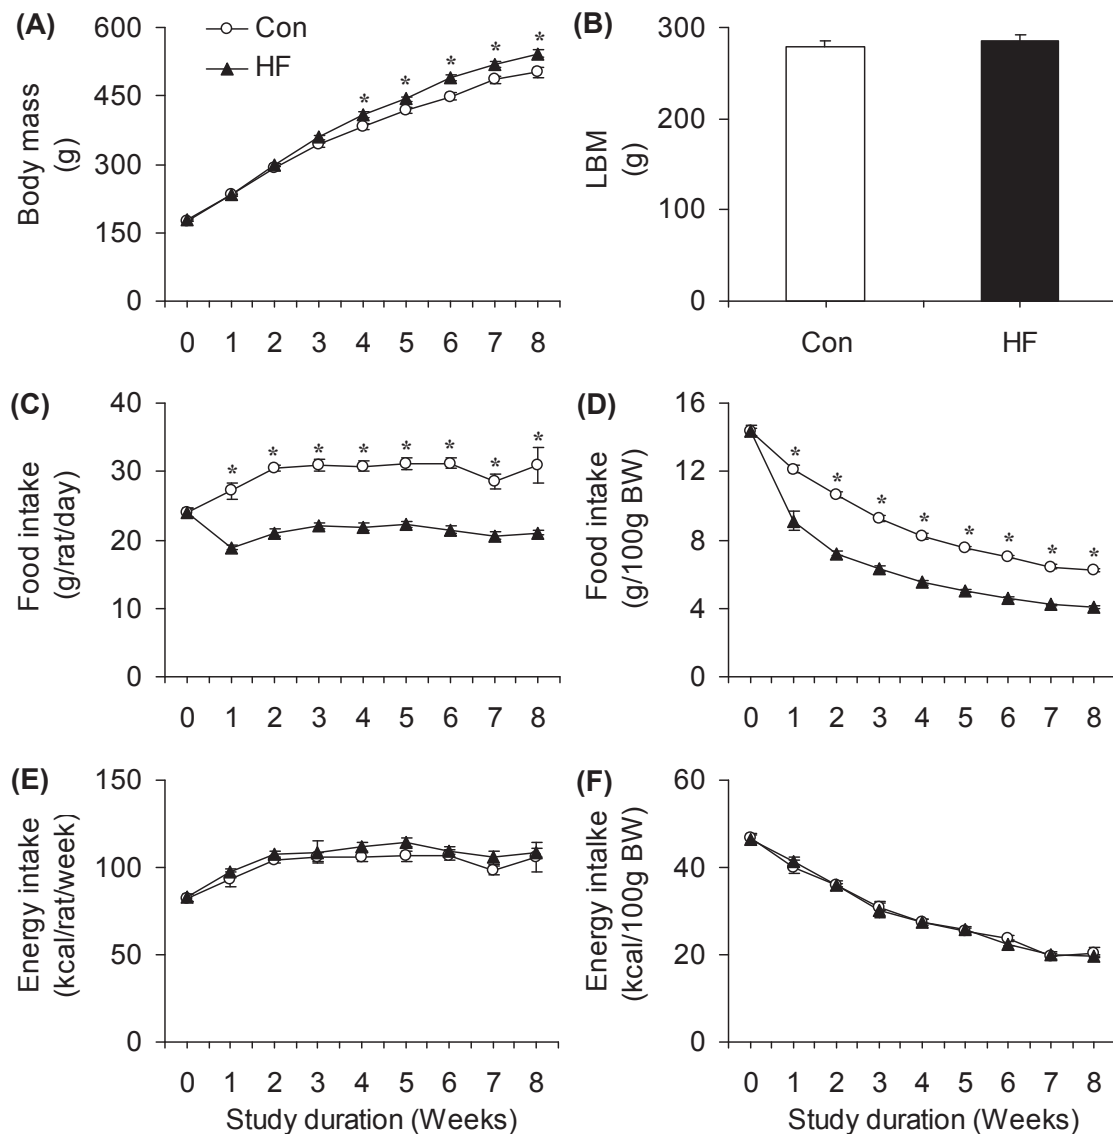 (A)
Body mass
(g)
600
450
300
150
0
Con
HF
* * * * *
0 1 2 3 4 5 6 7 8
(B)
LBM
(g)
300
200
100
0
Con HF
(C)
Food intake
(g/rat/day)
40
30
20
10
0
* * * * * * * *
0 1 2 3 4 5 6 7 8
(D)
Food intake
(g/100g BW)
16
12
8
4
0
* * * * * * * *
0 1 2 3 4 5 6 7 8
(E)
Energy intake
(kcal/rat/week)
150
100
50
0
0 1 2 3 4 5 6 7 8
Study duration (Weeks)
(F)
Energy intalke
(kcal/100g BW)
60
40
20
0
0 1 2 3 4 5 6 7 8
Study duration (Weeks)